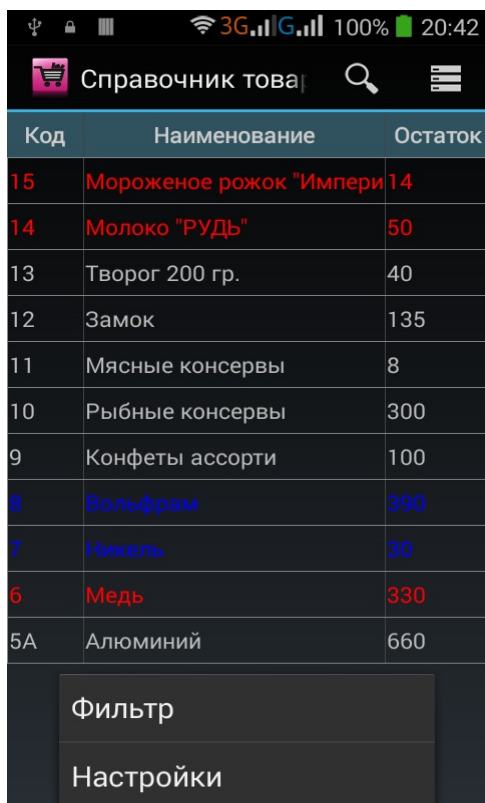 3G G 100% 20:42
Справочник това
Код Наименование Остаток
15 Мороженое рожок "Импери 14
14 Молоко "РУДЬ" 50
13 Творог 200 гр. 40
12 Замок 135
11 Мясные консервы 8
10 Рыбные консервы 300
9 Конфеты ассорти 100
8 Вольфрам 390
7 Никель 30
6 Медь 330
5А Алюминий 660
Фильтр
Настройки